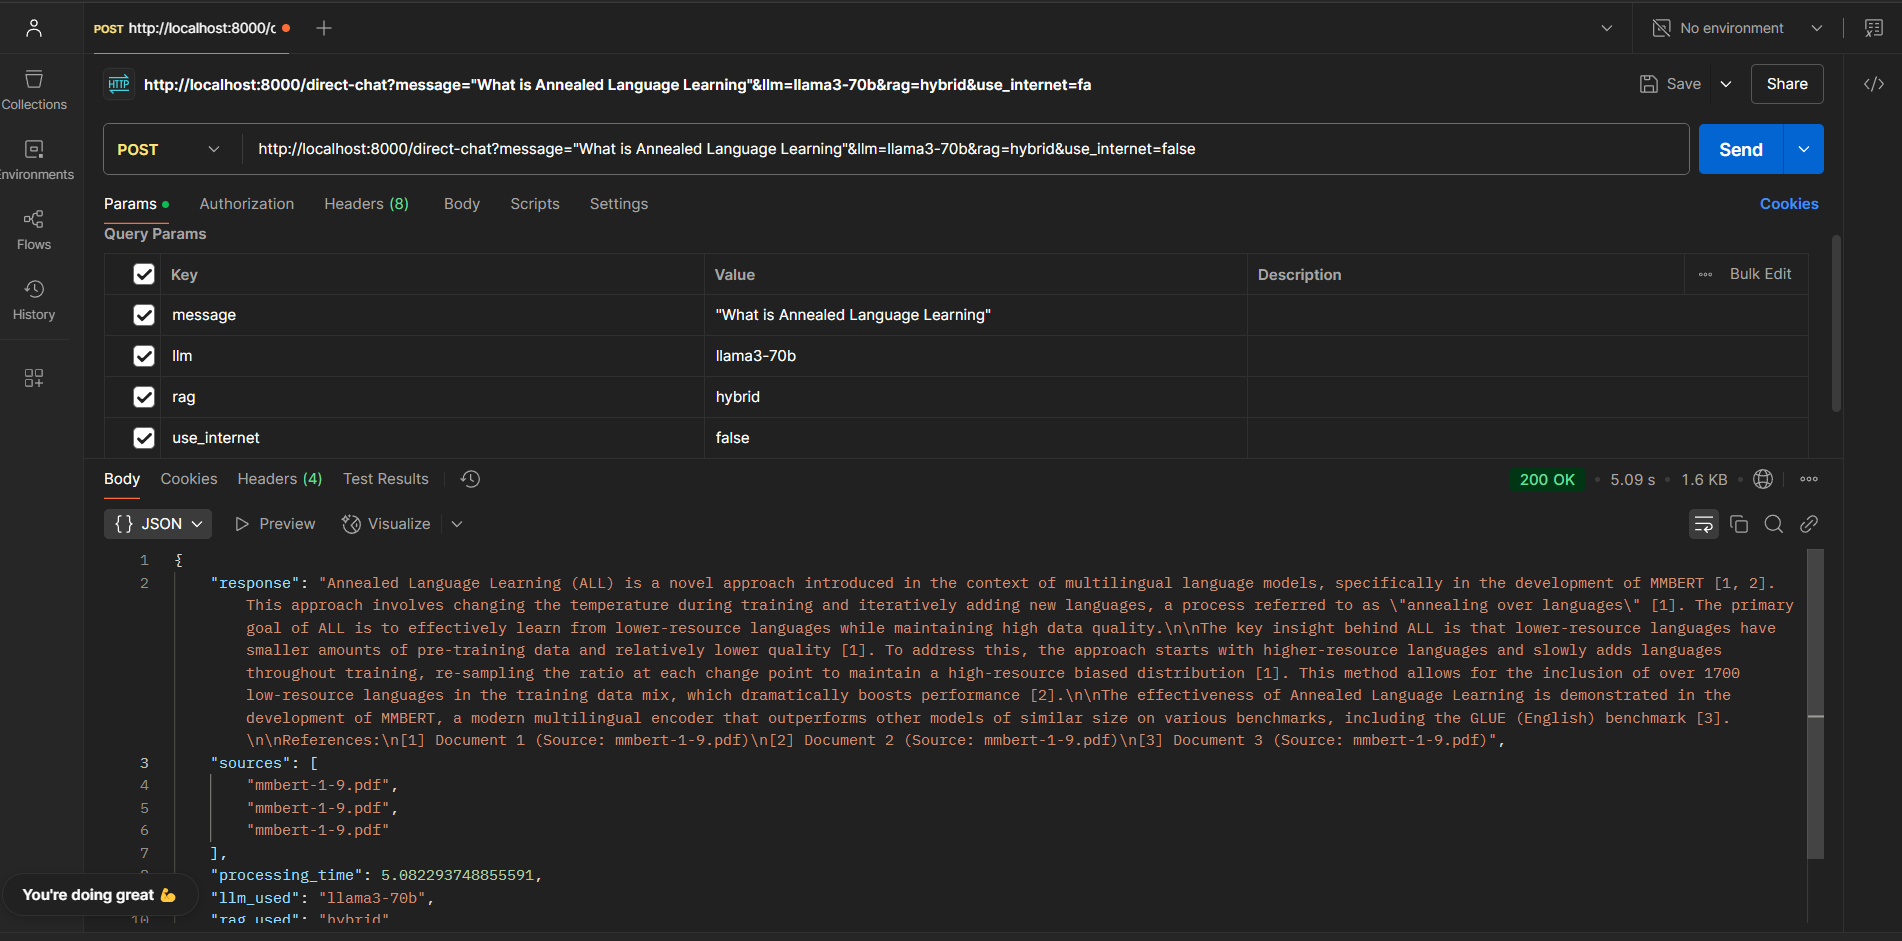 POST http://localhost:8000/c
No environment
Collections
HTTP http://localhost:8000/direct-chat?message="What is Annealed Language Learning"&llm=llama3-70b&rag=hybrid&use_internet=fa
Save
Share
POST http://localhost:8000/direct-chat?message="What is Annealed Language Learning"&llm=llama3-70b&rag=hybrid&use_internet=false
Send
nvironments
Params Authorization Headers (8) Body Scripts Settings
Cookies
Flows
Query Params
Key Value Description Bulk Edit
History
message "What is Annealed Language Learning"
llm llama3-70b
rag hybrid
use_internet false
Body Cookies Headers (4) Test Results
200 OK 5.09 s 1.6 KB
{} JSON Preview Visualize
1 {
2 "response": "Annealed Language Learning (ALL) is a novel approach introduced in the context of multilingual language models, specifically in the development of MMBERT [1, 2].
This approach involves changing the temperature during training and iteratively adding new languages, a process referred to as \"annealing over languages\" [1]. The primary
goal of ALL is to effectively learn from lower-resource languages while maintaining high data quality.\n\nThe key insight behind ALL is that lower-resource languages have
smaller amounts of pre-training data and relatively lower quality [1]. To address this, the approach starts with higher-resource languages and slowly adds languages
throughout training, re-sampling the ratio at each change point to maintain a high-resource biased distribution [1]. This method allows for the inclusion of over 1700
low-resource languages in the training data mix, which dramatically boosts performance [2].\n\nThe effectiveness of Annealed Language Learning is demonstrated in the
development of MMBERT, a modern multilingual encoder that outperforms other models of similar size on various benchmarks, including the GLUE (English) benchmark [3].
\n\nReferences:\n[1] Document 1 (Source: mmbert-1-9.pdf)\n[2] Document 2 (Source: mmbert-1-9.pdf)\n[3] Document 3 (Source: mmbert-1-9.pdf)",
3 "sources": [
4 "mmbert-1-9.pdf",
5 "mmbert-1-9.pdf",
6 "mmbert-1-9.pdf"
7 ],
"processing_time": 5.082293748855591,
You're doing great 💪
"llm_used": "llama3-70b",
10 "rag_used": "hybrid"